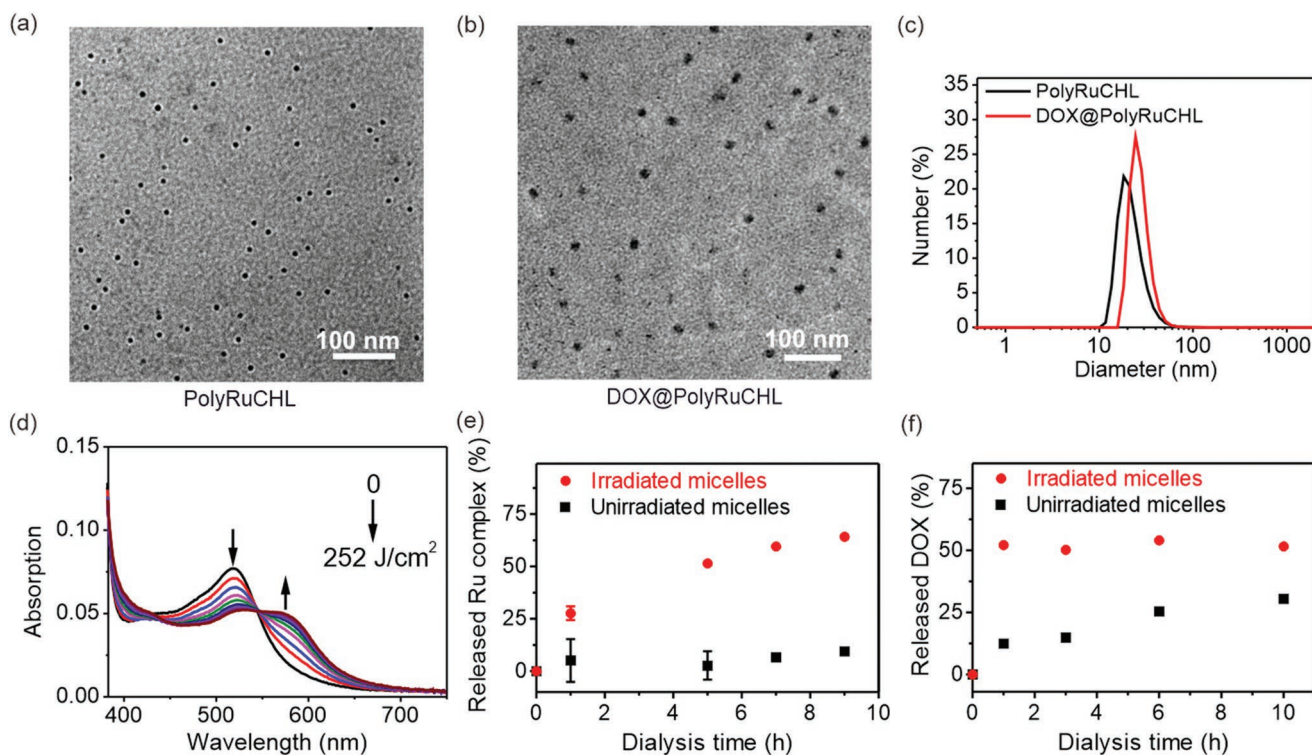 (a)
100 nm
PolyRuCHL
(b)
100 nm
DOX@PolyRuCHL
(c)
35
30
25
20
15
10
5
0
Number (%)
PolyRuCHL
DOX@PolyRuCHL
1
10
100
1000
Diameter (nm)
(d)
0.15
0.10
0.05
0.00
Absorption
0
252 J/cm²
400
500
600
700
Wavelength (nm)
(e)
Released Ru complex (%)
75
50
25
0
Irradiated micelles
Unirradiated micelles
0
2
4
6
8
10
Dialysis time (h)
(f)
Released DOX (%)
75
50
25
0
Irradiated micelles
Unirradiated micelles
0
2
4
6
8
10
Dialysis time (h)